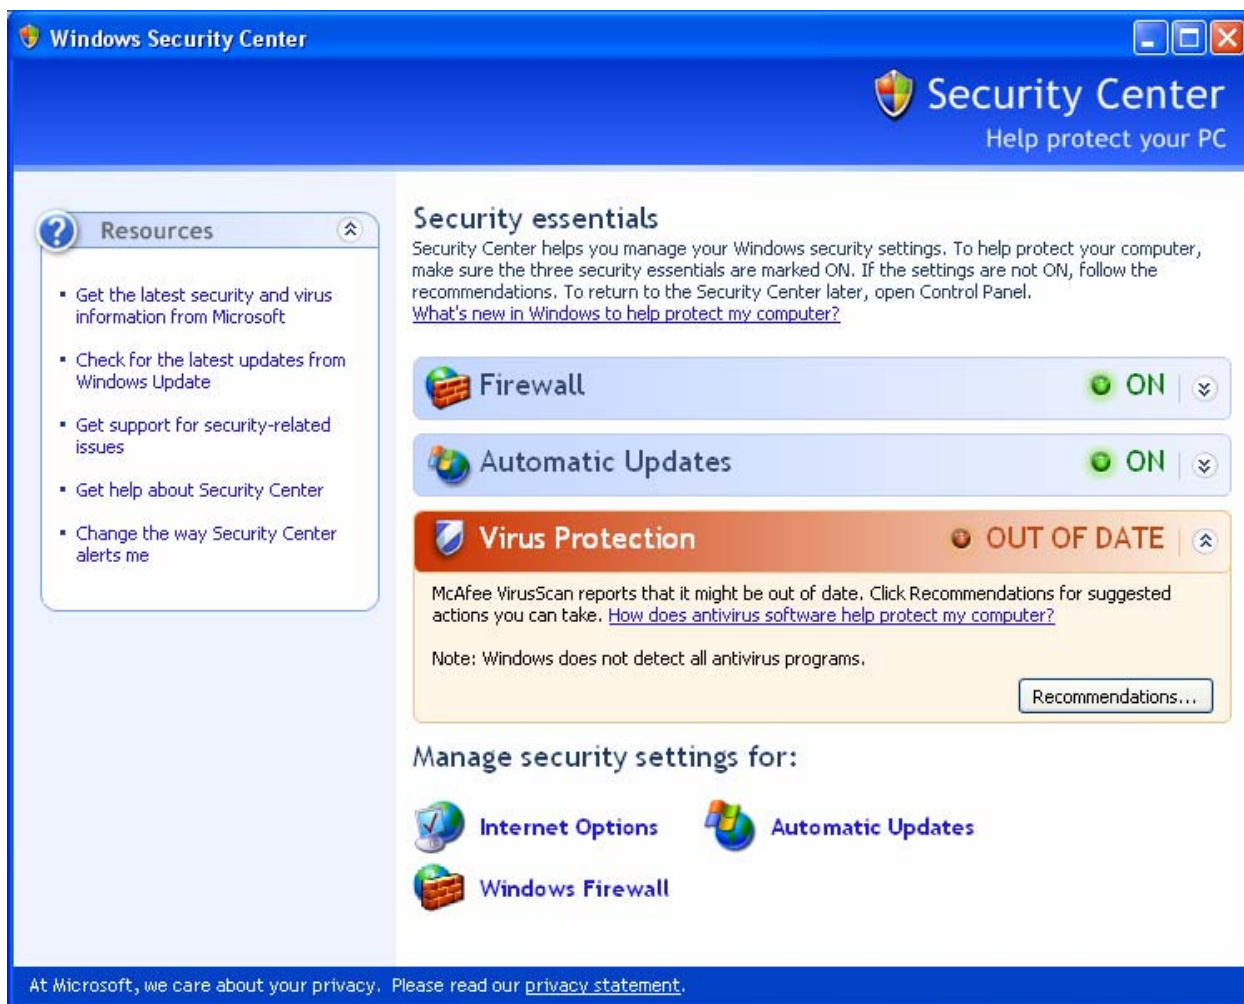 Windows Security Center
Security Center
Help protect your PC
Resources
Get the latest security and virus
information from Microsoft
Check for the latest updates from
Windows Update
Get support for security-related
issues
Get help about Security Center
Change the way Security Center
alerts me
Security essentials
Security Center helps you manage your Windows security settings. To help protect your computer,
make sure the three security essentials are marked ON. If the settings are not ON, follow the
recommendations. To return to the Security Center later, open Control Panel.
What's new in Windows to help protect my computer?
Firewall ON
Automatic Updates ON
Virus Protection OUT OF DATE
McAfee VirusScan reports that it might be out of date. Click Recommendations for suggested
actions you can take. How does antivirus software help protect my computer?
Note: Windows does not detect all antivirus programs.
Recommendations...
Manage security settings for:
Internet Options Automatic Updates
Windows Firewall
At Microsoft, we care about your privacy. Please read our privacy statement.